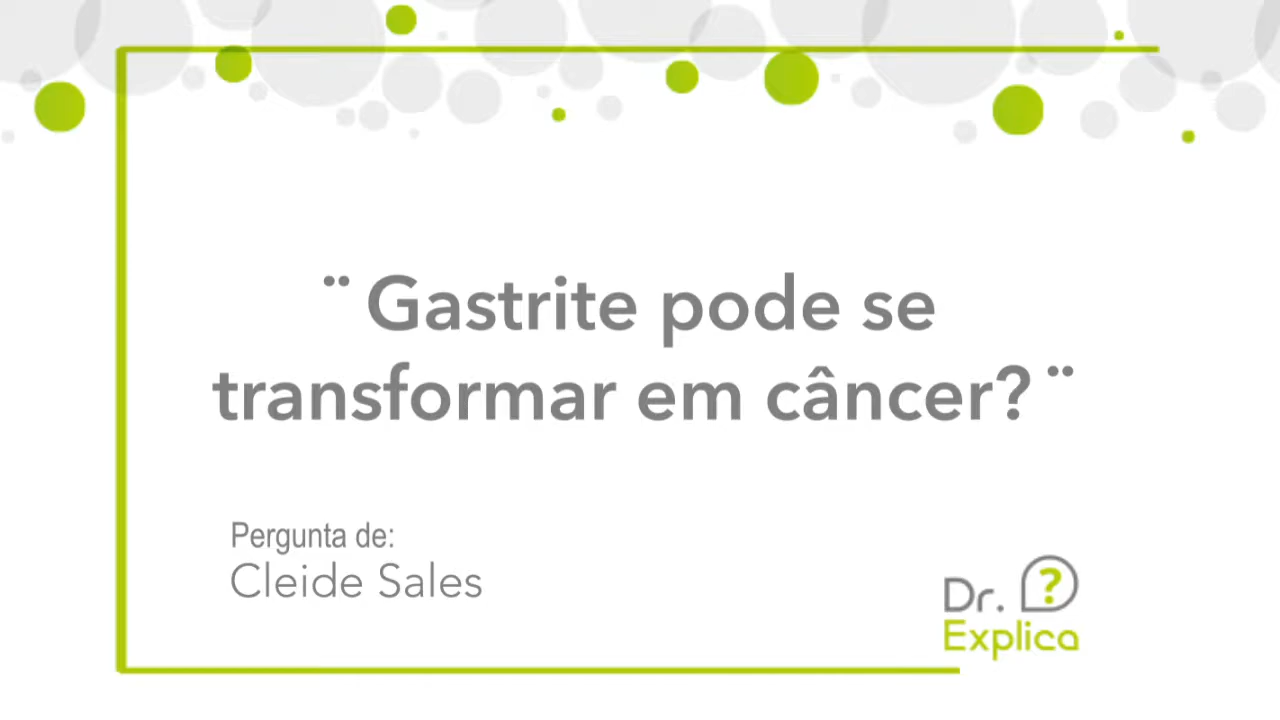 ¨Gastrite pode se
transformar em câncer?¨
Pergunta de:
Cleide Sales
Dr. ?
Explica